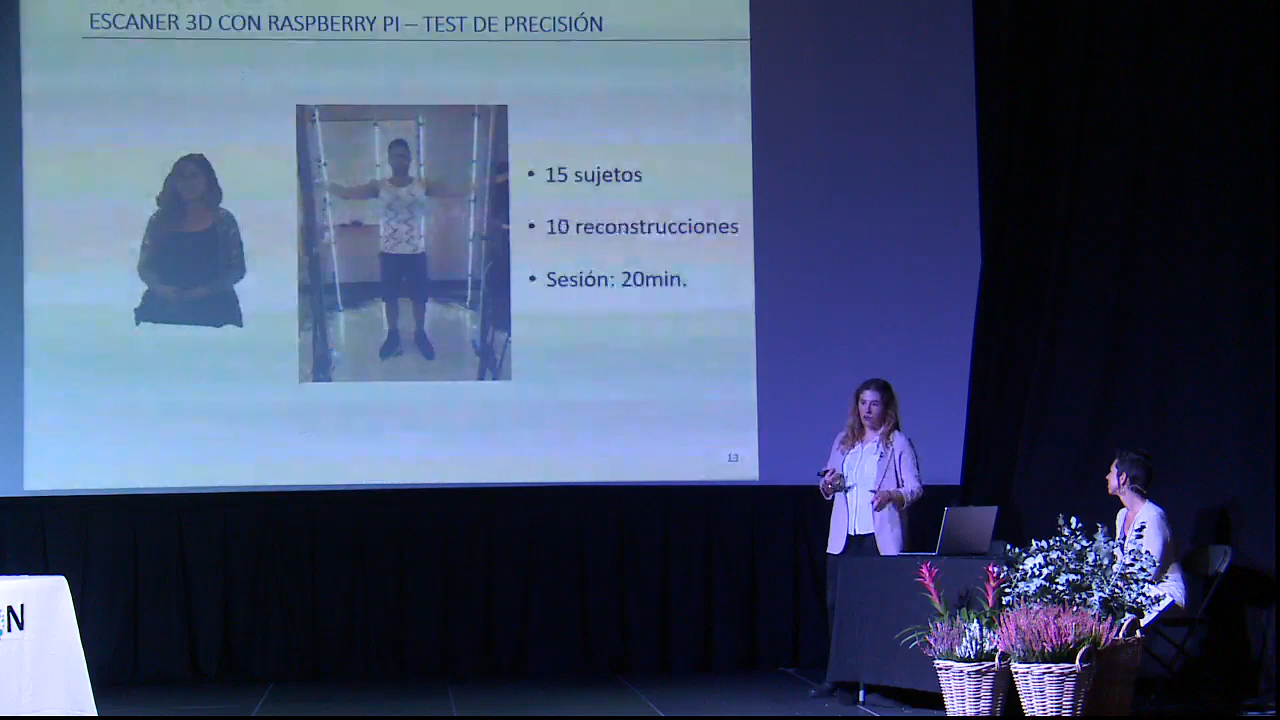 ESCANER 3D CON RASPBERRY PI – TEST DE PRECISIÓN
• 15 sujetos
• 10 reconstrucciones
• Sesión: 20min.
13
N